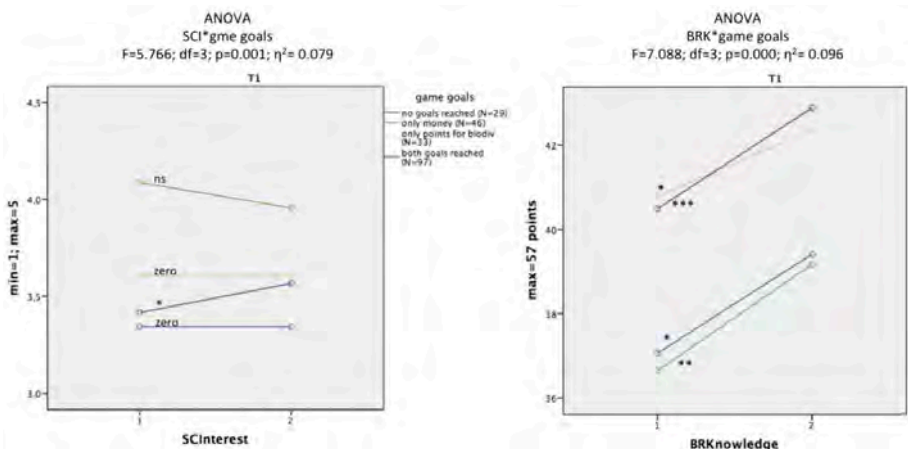 ANOVA
SCI*gme goals
F=5.766; df=3; p=0.001; η²= 0.079
T1
min=1; max=5
4.5
4.0
3.5
3.0
ns
zero
*
zero
1
2
SCInterest
game goals
no goals reached (N=29)
only money (N=46)
only points for biodiv
(N=33)
both goals reached
(N=97)
ANOVA
BRK*game goals
F=7.088; df=3; p=0.000; η²= 0.096
T1
max=57 points
42
40
38
36
*
***
*
**
1
2
BRKnowledge